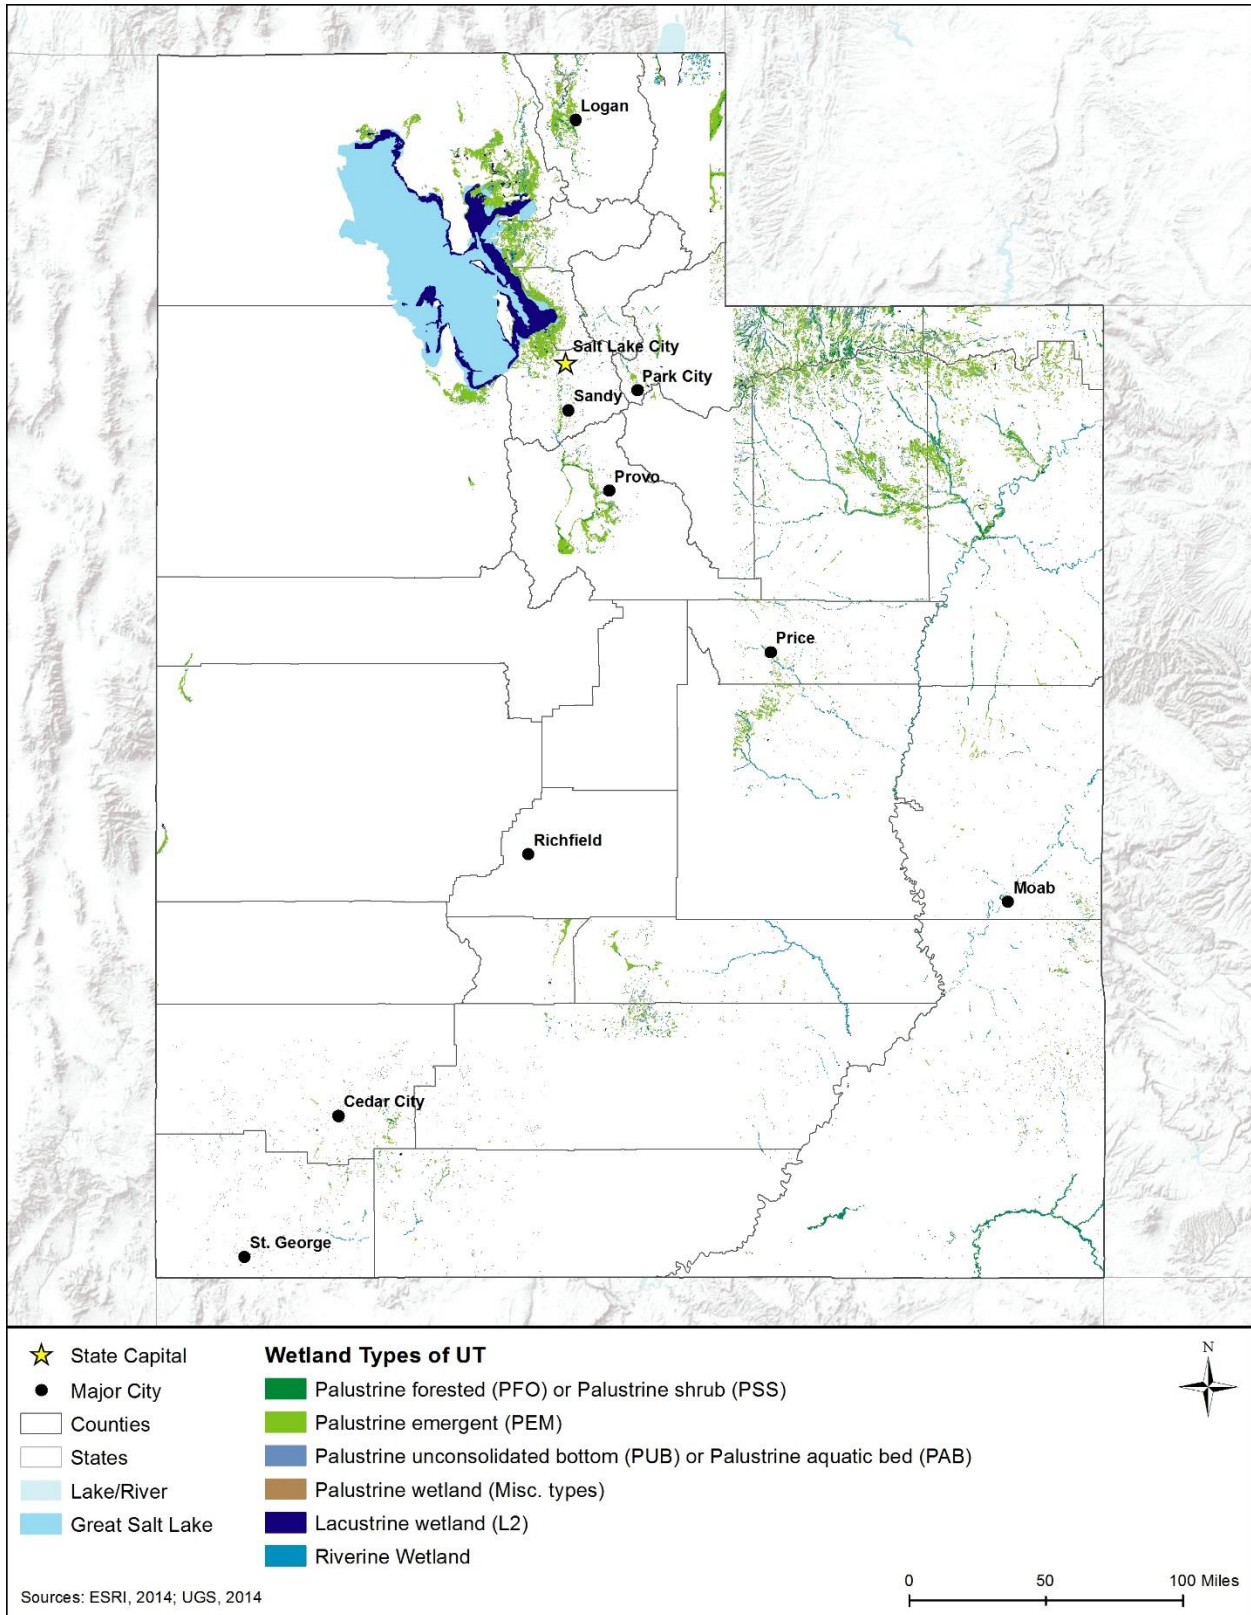 Logan
Salt Lake City
Park City
Sandy
Provo
Price
Richfield
Moab
Cedar City
St. George
State Capital
Major City
Counties
States
Lake/River
Great Salt Lake
Wetland Types of UT
Palustrine forested (PFO) or Palustrine shrub (PSS)
Palustrine emergent (PEM)
Palustrine unconsolidated bottom (PUB) or Palustrine aquatic bed (PAB)
Palustrine wetland (Misc. types)
Lacustrine wetland (L2)
Riverine Wetland
N
0 50 100 Miles
Sources: ESRI, 2014; UGS, 2014